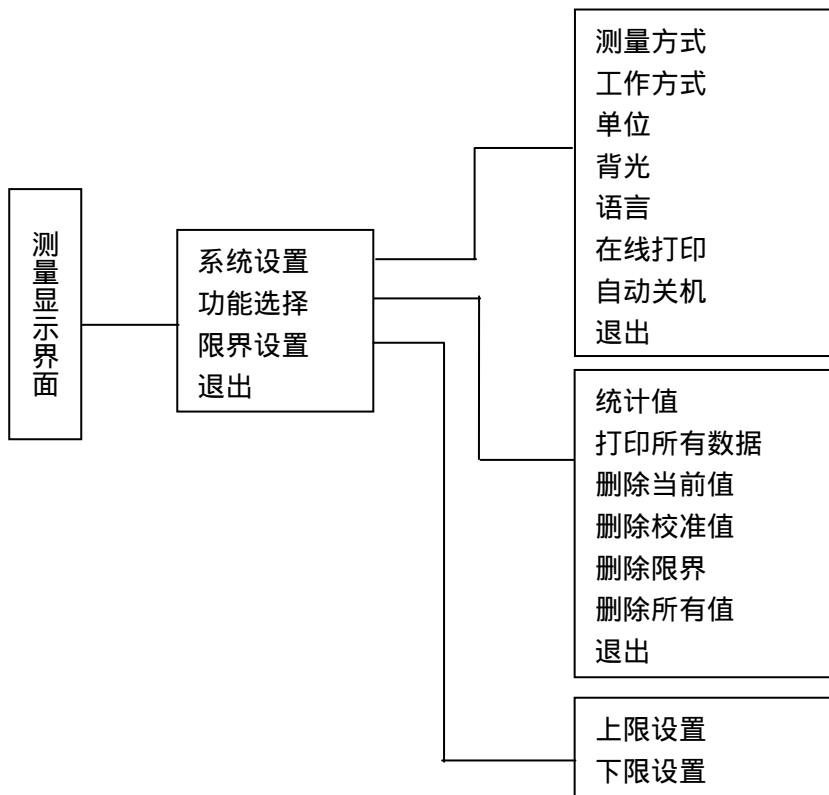 测量显示界面
系统设置
功能选择
限界设置
退出
测量方式
工作方式
单位
背光
语言
在线打印
自动关机
退出
统计值
打印所有数据
删除当前值
删除校准值
删除限界
删除所有值
退出
上限设置
下限设置